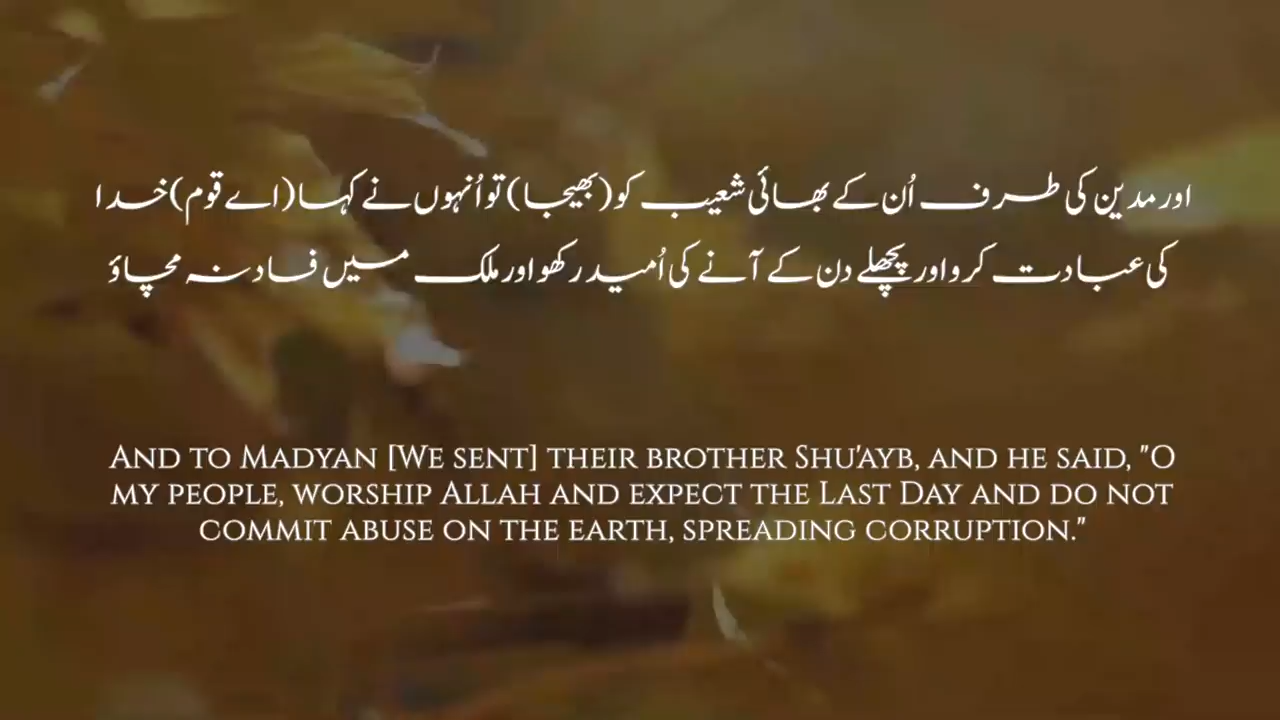 اور مدین کی طرف اُن کے بھائی شعیب کو (بھیجا) تو اُنہوں نے کہا (اے قوم) خدا
کی عبادت کرو اور پچھلے دن کے آنے کی اُمید رکھو اور ملک میں فساد نہ مچاؤ
And to Madyan [We sent] their brother Shu'ayb, and he said, "O
my people, worship Allah and expect the Last Day and do not
commit abuse on the earth, spreading corruption."